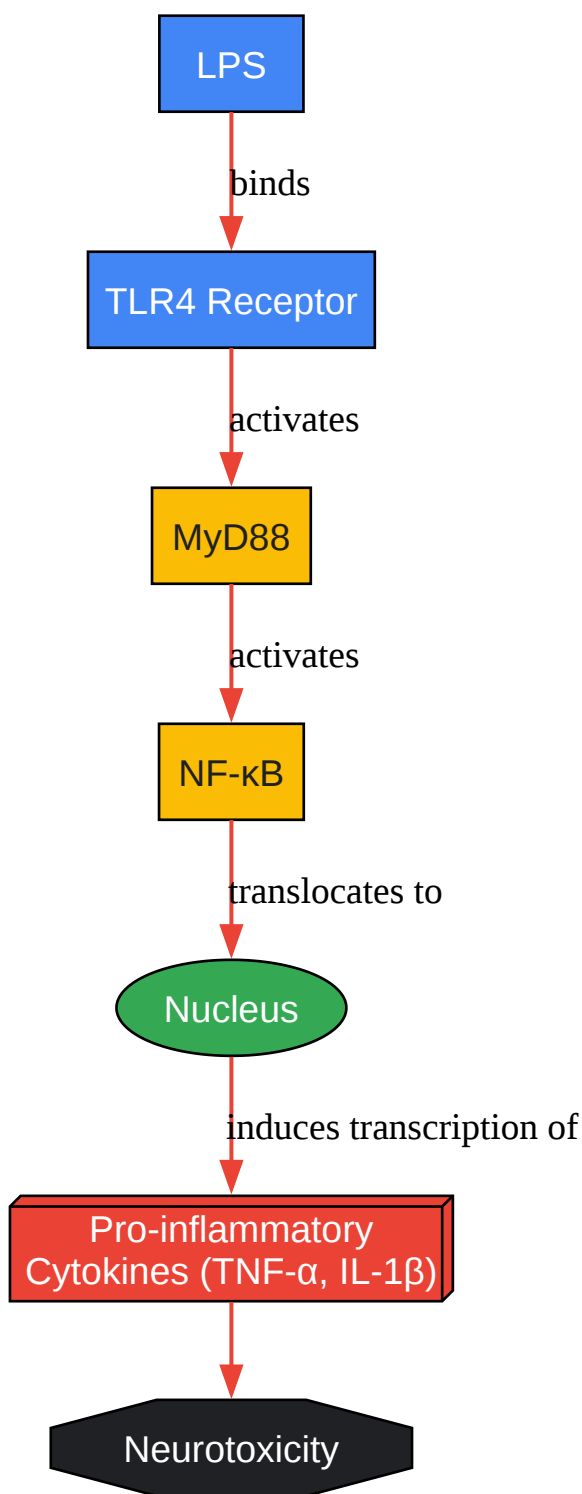 LPS
binds
TLR4 Receptor
activates
MyD88
activates
NF-κB
translocates to
Nucleus
induces transcription of
Pro-inflammatory
Cytokines (TNF-α, IL-1β)
Neurotoxicity